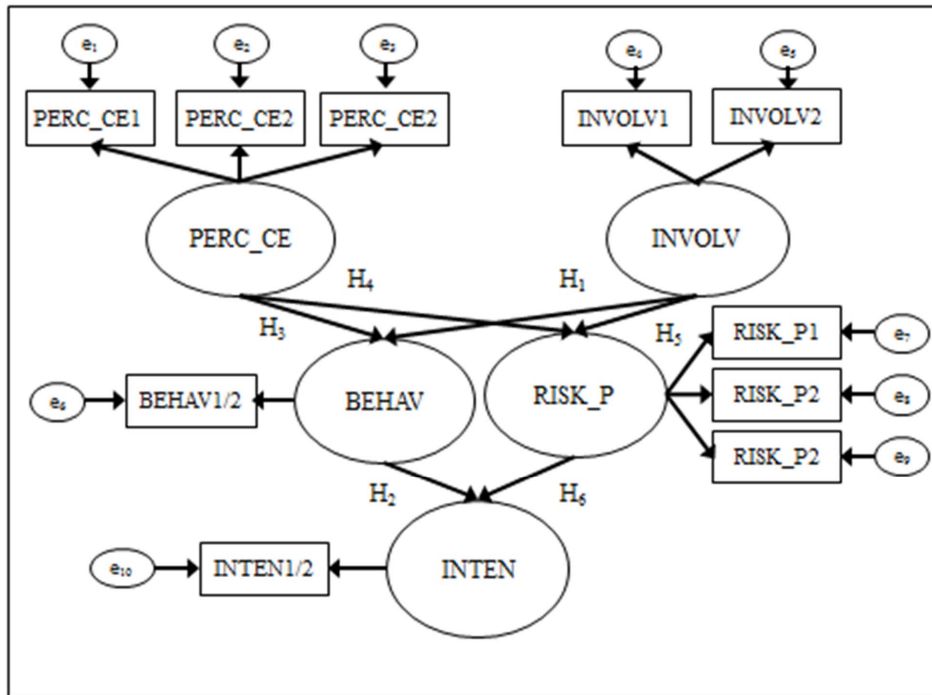 e₁ e₂ e₃ e₄ e₅
PERC_CE1 PERC_CE2 PERC_CE2 INVOLV1 INVOLV2
PERC_CE INVOLV
H₄ H₁
H₃ H₅ RISK_P1 e₇
e₆ BEHAV1/2 BEHAV RISK_P RISK_P2 e₈
RISK_P2 e₉
H₂ H₆
e₁₀ INTEN1/2 INTEN